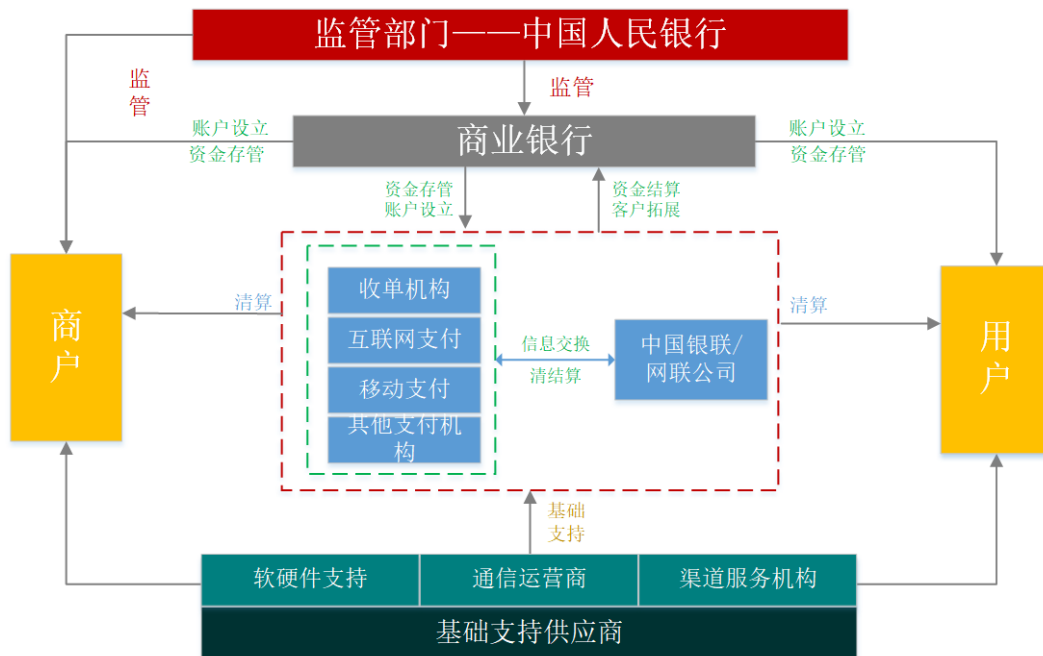 监管部门——中国人民银行
监
管
监管
商业银行
账户设立
资金存管
账户设立
资金存管
资金存管
账户设立
资金结算
客户拓展
商
户
清算
收单机构
互联网支付
移动支付
其他支付机
构
信息交换
清结算
中国银联/
网联公司
清算
用
户
基础
支持
软硬件支持
通信运营商
渠道服务机构
基础支持供应商